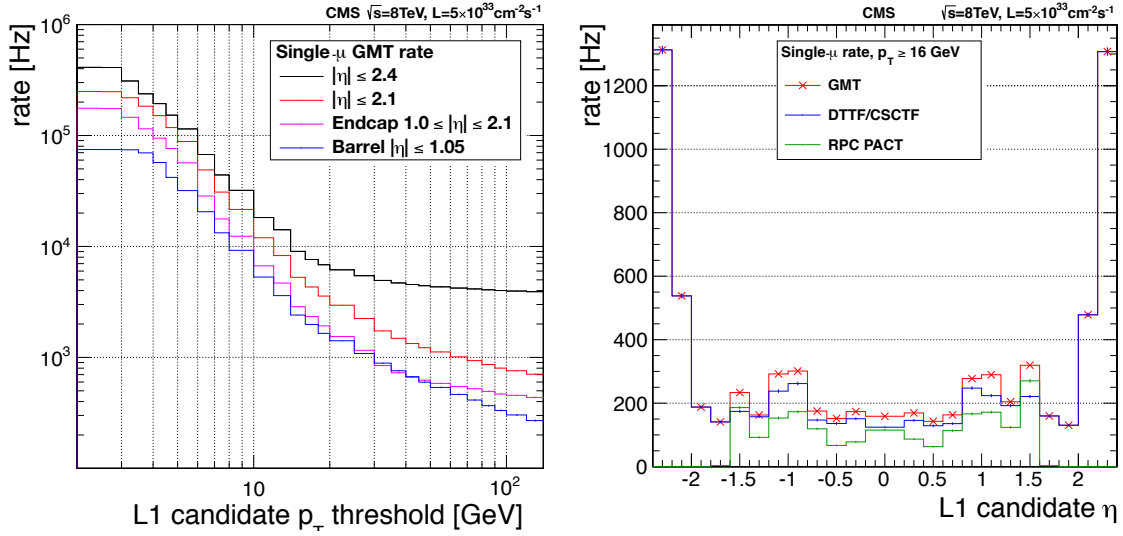 CMS √s=8TeV, L=5×10³³cm⁻²s⁻¹
rate [Hz]
10⁶
10⁵
10⁴
10³
Single-μ GMT rate
|η| ≤ 2.4
|η| ≤ 2.1
Endcap 1.0 ≤ |η| ≤ 2.1
Barrel |η| ≤ 1.05
10
10²
L1 candidate p_T threshold [GeV]
CMS √s=8TeV, L=5×10³³cm⁻²s⁻¹
rate [Hz]
1200
1000
800
600
400
200
0
Single-μ rate, p_T ≥ 16 GeV
GMT
DTTF/CSCTF
RPC PACT
-2 -1.5 -1 -0.5 0 0.5 1 1.5 2
L1 candidate η